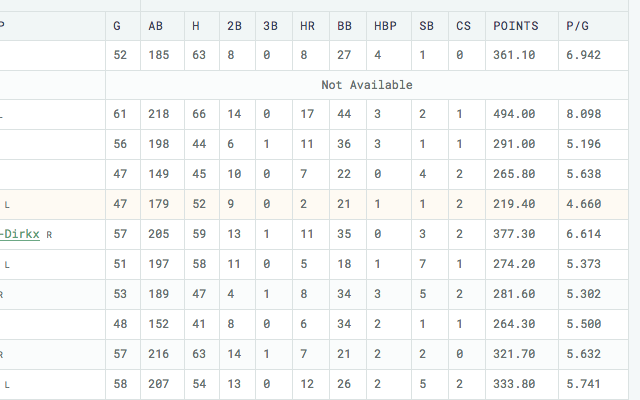 P G AB H 2B 3B HR BB HBP SB CS POINTS P/G
52 185 63 8 0 8 27 4 1 0 361.10 6.942
Not Available
L 61 218 66 14 0 17 44 3 2 1 494.00 8.098
56 198 44 6 1 11 36 3 1 1 291.00 5.196
47 149 45 10 0 7 22 0 4 2 265.80 5.638
L 47 179 52 9 0 2 21 1 1 2 219.40 4.660
-Dirkx R 57 205 59 13 1 11 35 0 3 2 377.30 6.614
L 51 197 58 11 0 5 18 1 7 1 274.20 5.373
R 53 189 47 4 1 8 34 3 5 2 281.60 5.302
48 152 41 8 0 6 34 2 1 1 264.30 5.500
R 57 216 63 14 1 7 21 2 2 0 321.70 5.632
L 58 207 54 13 0 12 26 2 5 2 333.80 5.741